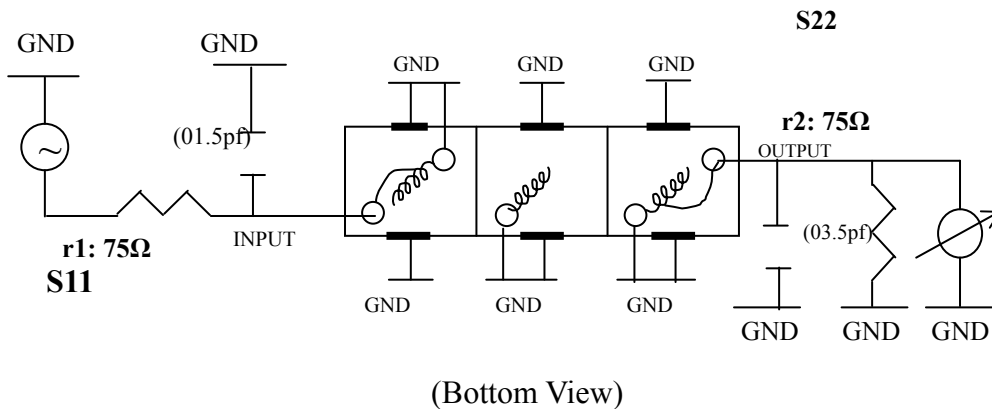 S22
GND
GND
GND
GND
GND
(01.5pf)
r2: 75Ω
OUTPUT
INPUT
(03.5pf)
r1: 75Ω
S11
GND
GND
GND
GND
GND
GND
(Bottom View)